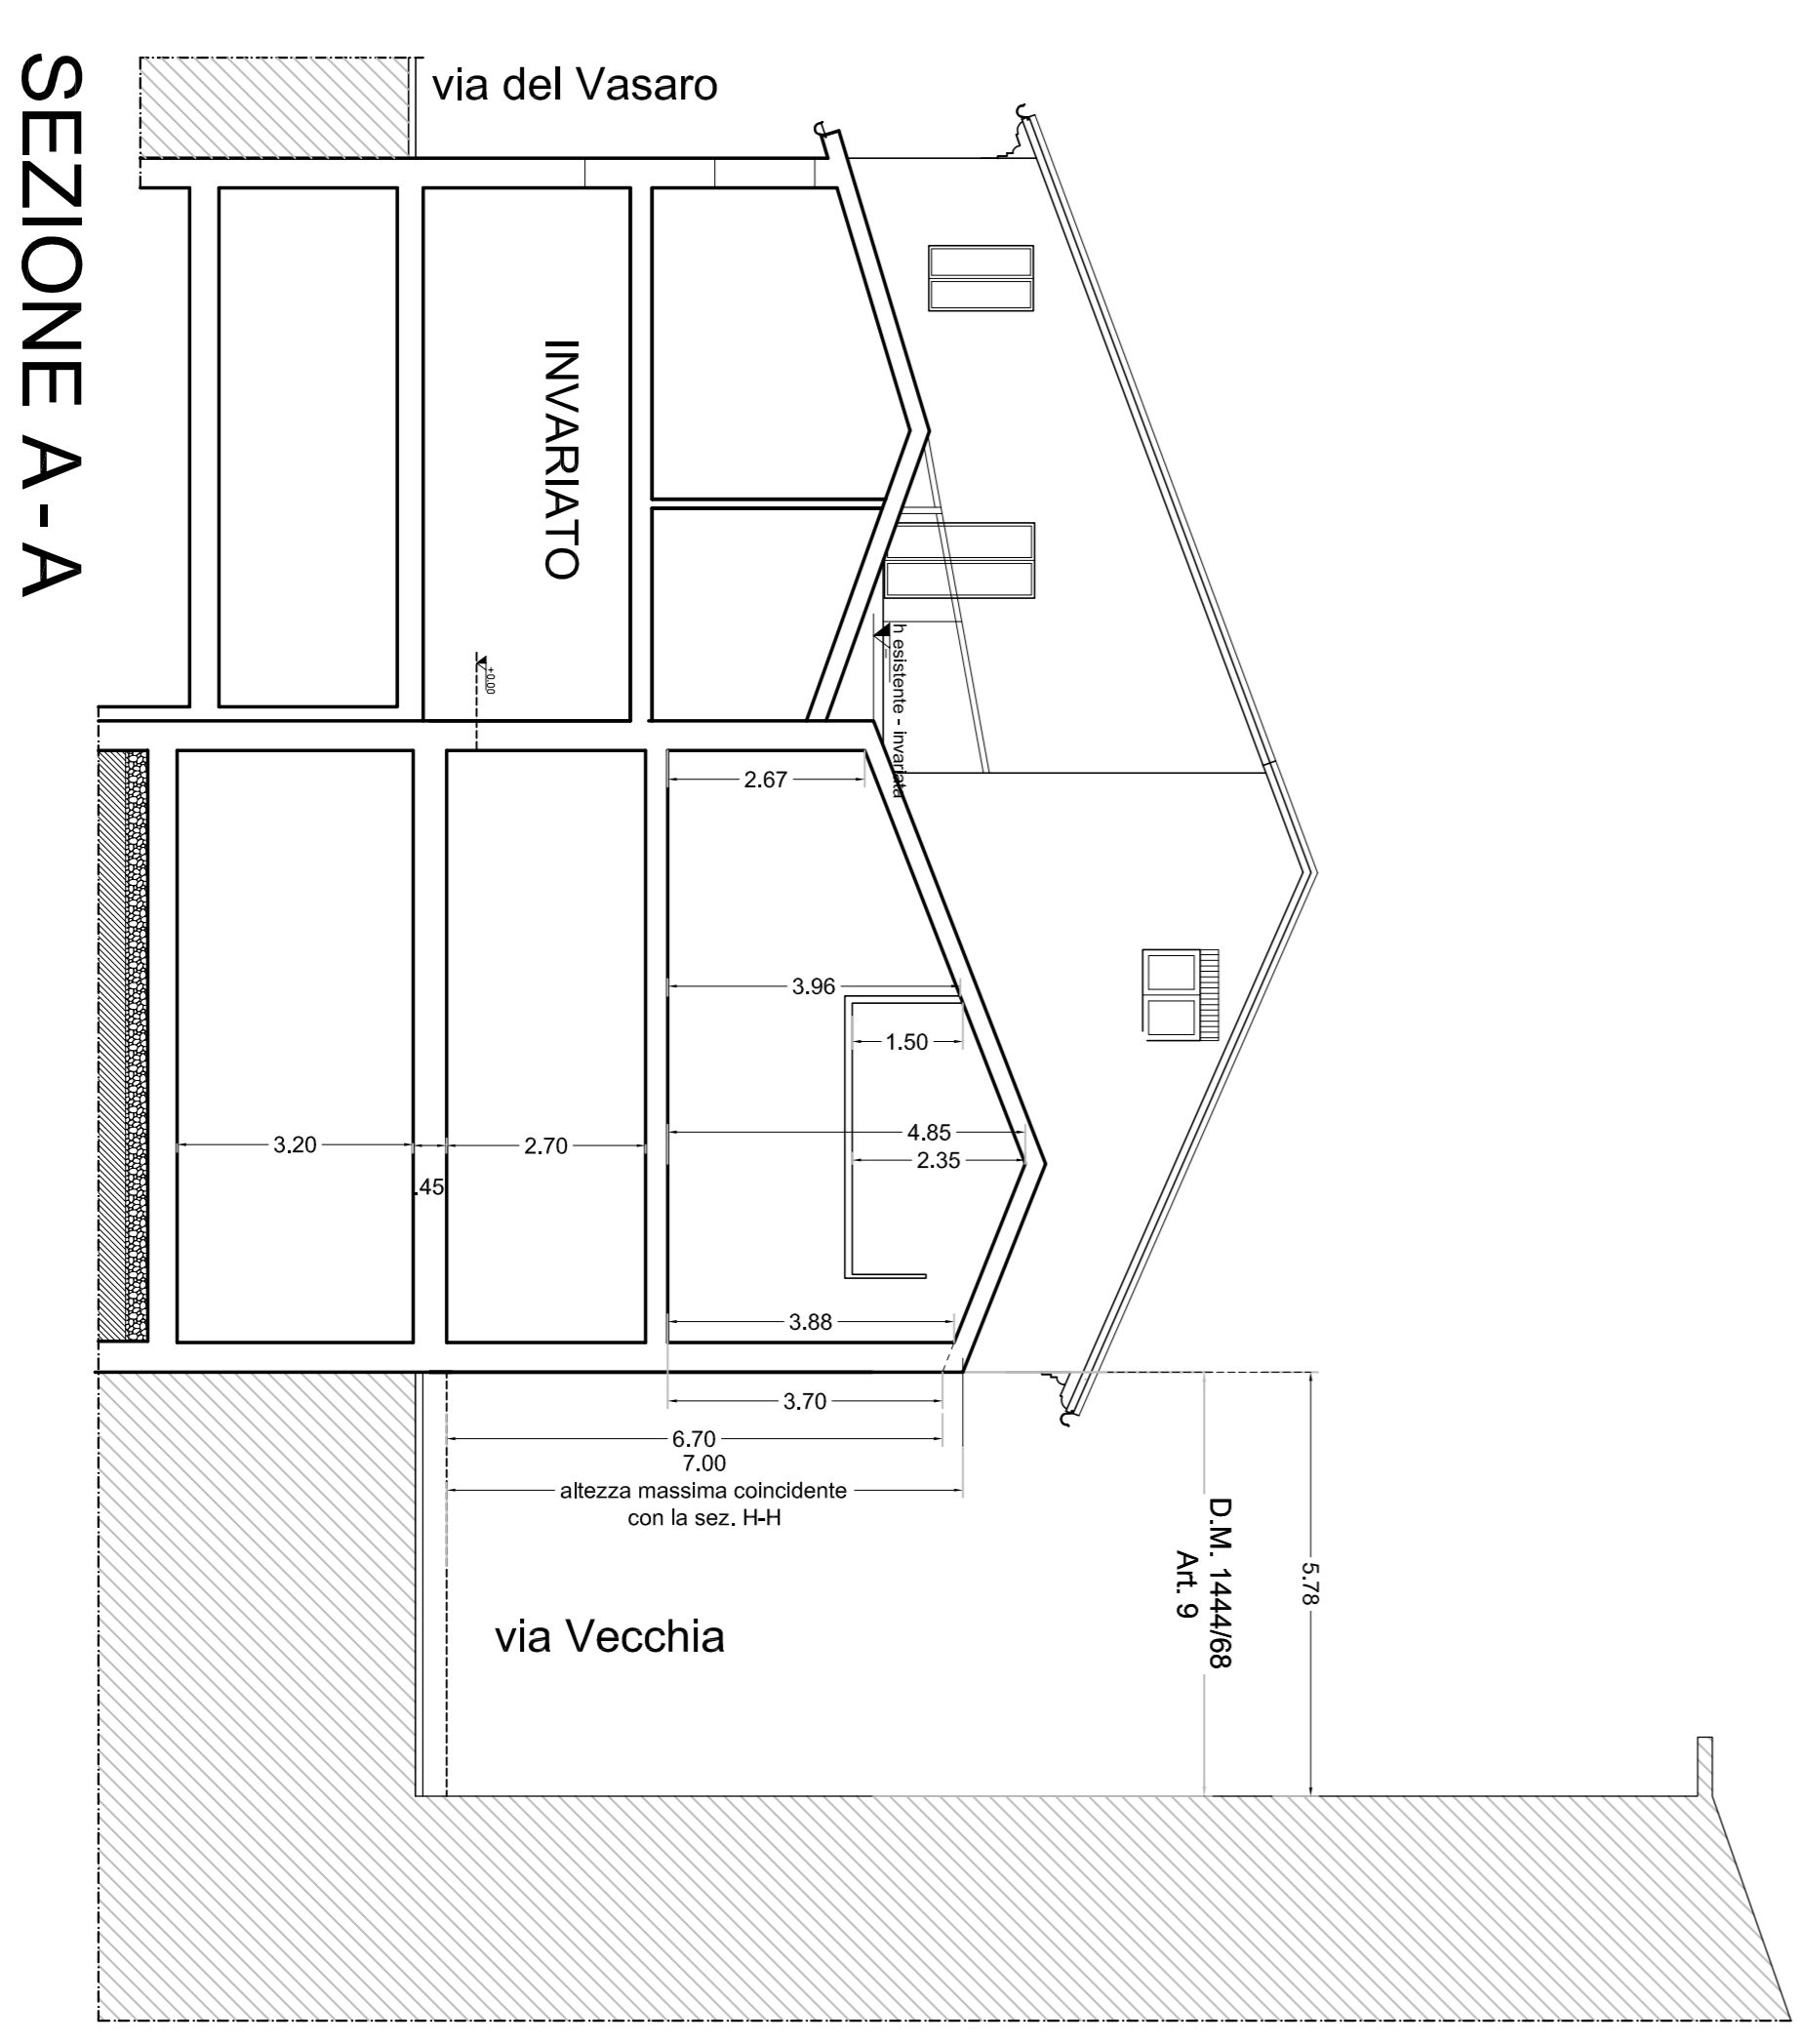 SEZIONE A - A
via del Vasaro
INVARIATO
+0.00
h esistente - invariata
2.67
3.96
1.50
4.85
2.35
3.20
.45
2.70
3.88
3.70
6.70
7.00
altezza massima coincidente
con la sez. H-H
D.M. 1444/68
Art. 9
5.78
via Vecchia